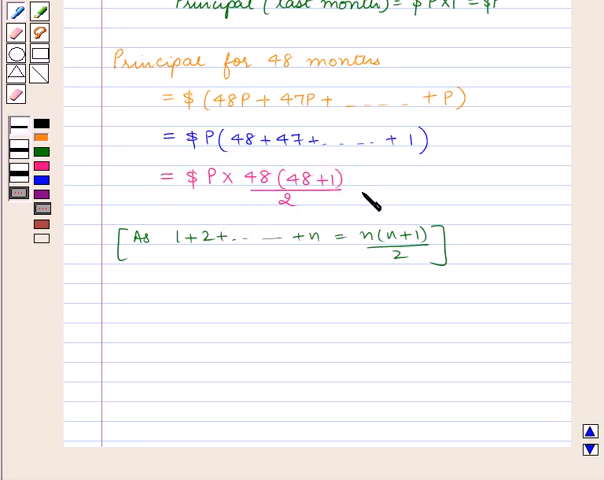 Principal (last month) = $ P×1 = $P
Principal for 48 months
= $ (48P + 47P + _ _ _ _ + P)
= $ P (48 + 47 + . . . . + 1)
= $ P × 48 (48 + 1) / 2
[ As 1 + 2 + . . — + n = n(n+1) / 2 ]